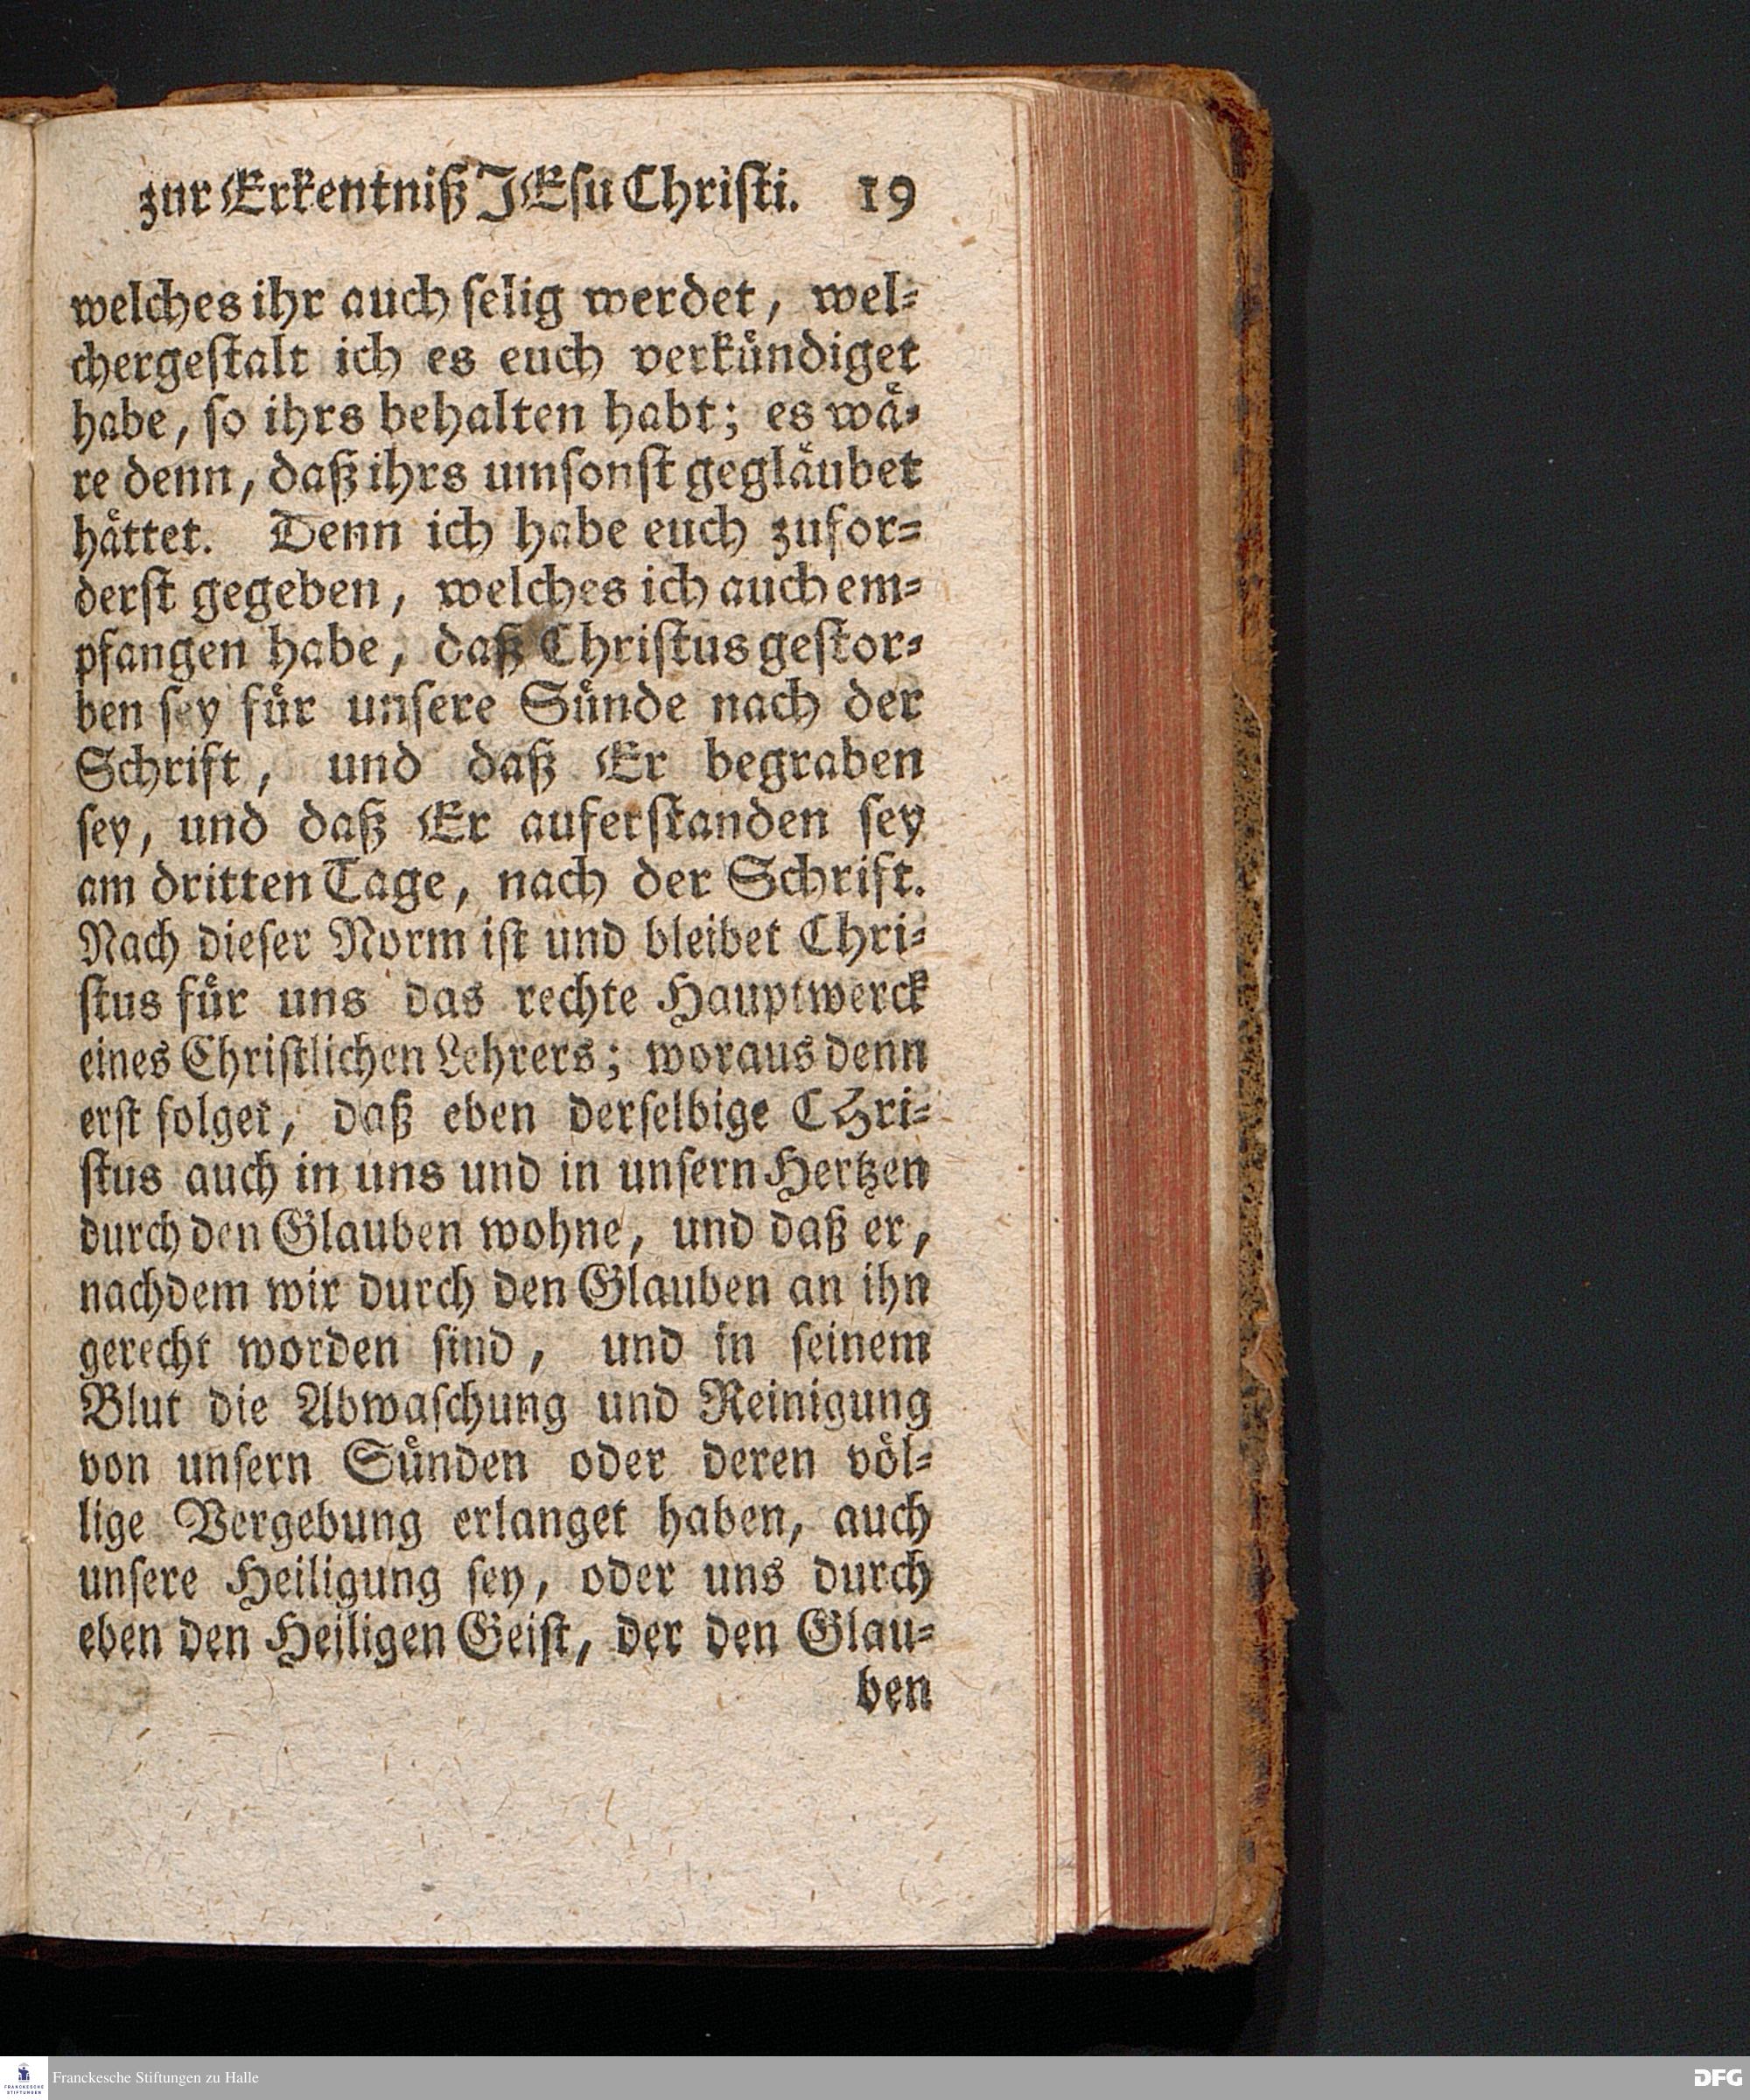 zur Erkentniß JEsu Christi. 19
welches ihr auch selig werdet, wel-
chergestalt ich es euch verkündiget
habe, so ihrs behalten habt; es wä-
re denn, daß ihrs umsonst gegläubet
hättet. Denn ich habe euch zufor-
derst gegeben, welches ich auch em-
pfangen habe, daß Christus gestor-
ben sey für unsere Sünde nach der
Schrift, und daß Er begraben
sey, und daß Er auferstanden sey
am dritten Tage, nach der Schrift.
Nach dieser Norm ist und bleibet Chri-
stus für uns das rechte Hauptwerck
eines Christlichen Lehrers; woraus denn
erst folget, daß eben derselbige CHri-
stus auch in uns und in unsern Hertzen
durch den Glauben wohne, und daß er,
nachdem wir durch den Glauben an ihn
gerecht worden sind, und in seinem
Blut die Abwaschung und Reinigung
von unsern Sünden oder deren völ-
lige Vergebung erlanget haben, auch
unsere Heiligung sey, oder uns durch
eben den Heiligen Geist, der den Glau-
ben
FRANCKESCHE
STIFTUNGEN
Franckesche Stiftungen zu Halle
DFG